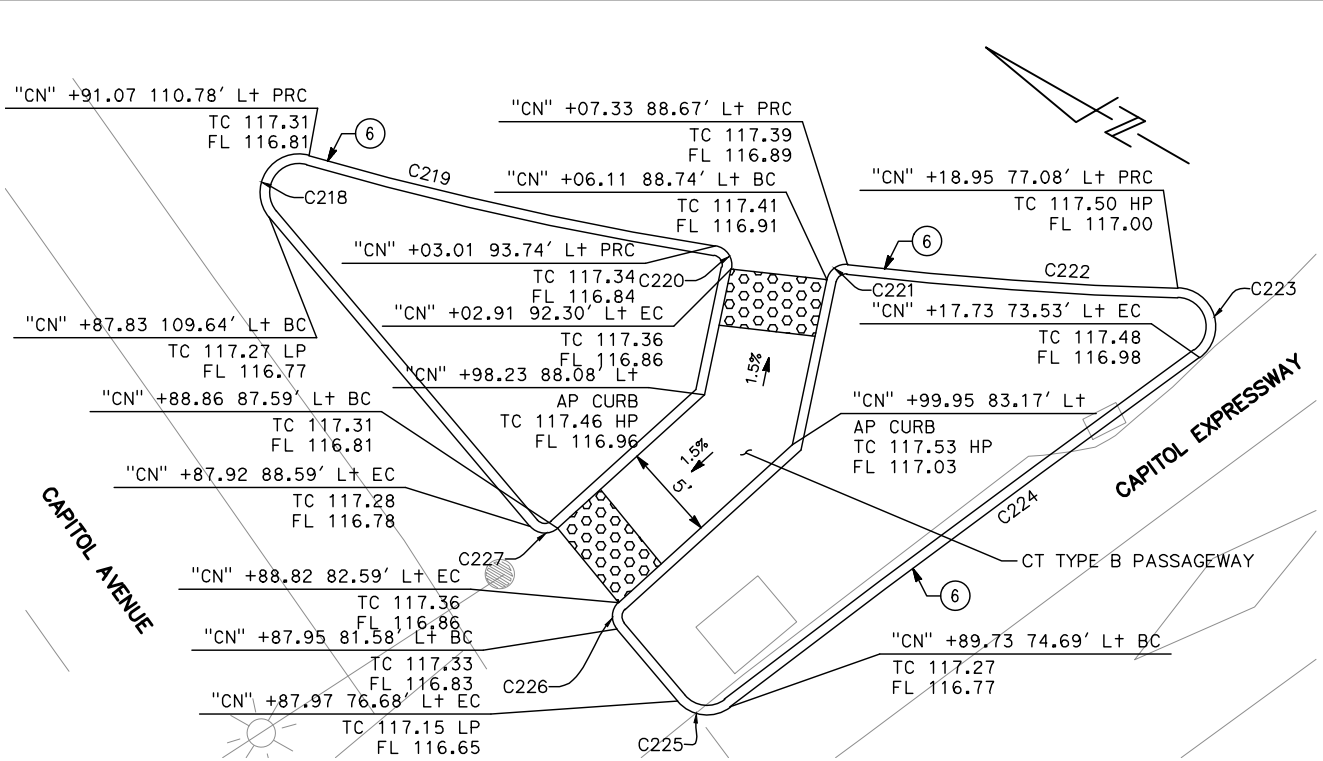 "CN" +91.07 110.78' Lt PRC
TC 117.31
FL 116.81
6
C219
C218
"CN" +07.33 88.67' Lt PRC
TC 117.39
FL 116.89
"CN" +06.11 88.74' Lt BC
TC 117.41
FL 116.91
"CN" +18.95 77.08' Lt PRC
TC 117.50 HP
FL 117.00
6
C222
C223
C221
"CN" +03.01 93.74' Lt PRC
TC 117.34
FL 116.84
C220
"CN" +02.91 92.30' Lt EC
TC 117.36
FL 116.86
"CN" +17.73 73.53' Lt EC
TC 117.48
FL 116.98
"CN" +87.83 109.64' Lt BC
TC 117.27 LP
FL 116.77
"CN" +98.23 88.08' Lt
AP CURB
TC 117.46 HP
FL 116.96
1.5%
"CN" +88.86 87.59' Lt BC
TC 117.31
FL 116.81
"CN" +99.95 83.17' Lt
AP CURB
TC 117.53 HP
FL 117.03
CAPITOL EXPRESSWAY
1.5%
5'
"CN" +87.92 88.59' Lt EC
TC 117.28
FL 116.78
C224
CAPITOL AVENUE
C227
CT TYPE B PASSAGEWAY
"CN" +88.82 82.59' Lt EC
TC 117.36
FL 116.86
6
"CN" +87.95 81.58' Lt BC
TC 117.33
FL 116.83
"CN" +89.73 74.69' Lt BC
TC 117.27
FL 116.77
C226
"CN" +87.97 76.68' Lt EC
TC 117.15 LP
FL 116.65
C225